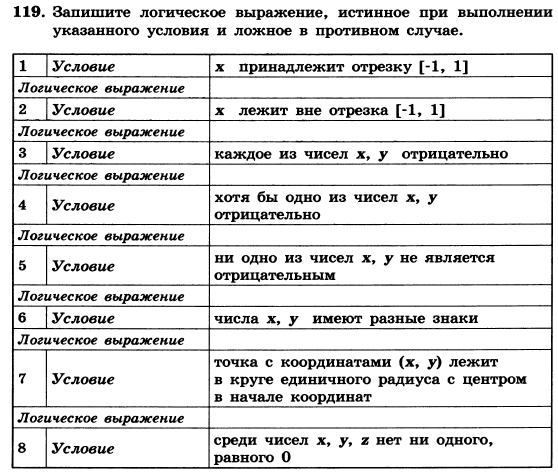 119. Запишите логическое выражение, истинное при выполнении
указанного условия и ложное в противном случае.
1 Условие x принадлежит отрезку [-1, 1]
Логическое выражение
2 Условие x лежит вне отрезка [-1, 1]
Логическое выражение
3 Условие каждое из чисел x, y отрицательно
Логическое выражение
4 Условие хотя бы одно из чисел x, y
отрицательно
Логическое выражение
5 Условие ни одно из чисел x, y не является
отрицательным
Логическое выражение
6 Условие числа x, y имеют разные знаки
Логическое выражение
7 Условие точка с координатами (x, y) лежит
в круге единичного радиуса с центром
в начале координат
Логическое выражение
8 Условие среди чисел x, y, z нет ни одного,
равного 0